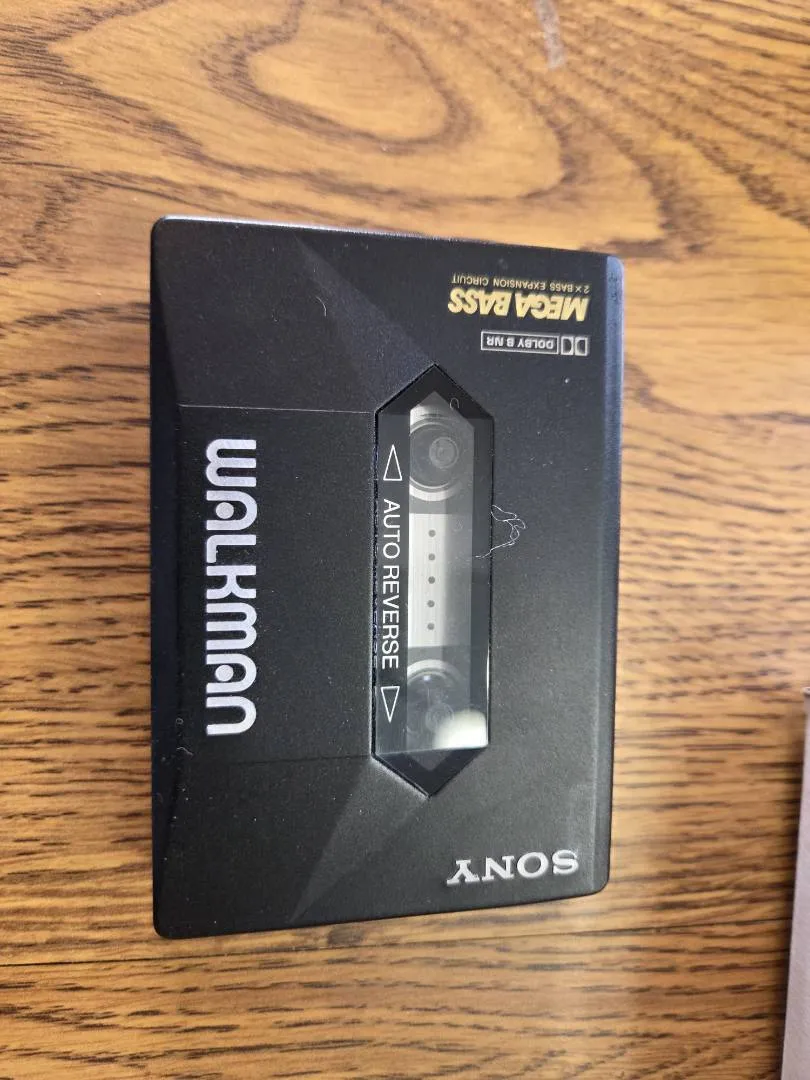 MEGA BASS
2× BASS EXPANSION CIRCUIT
DOLBY B NR
WALKMAN
◁ AUTO REVERSE ▷
SONY